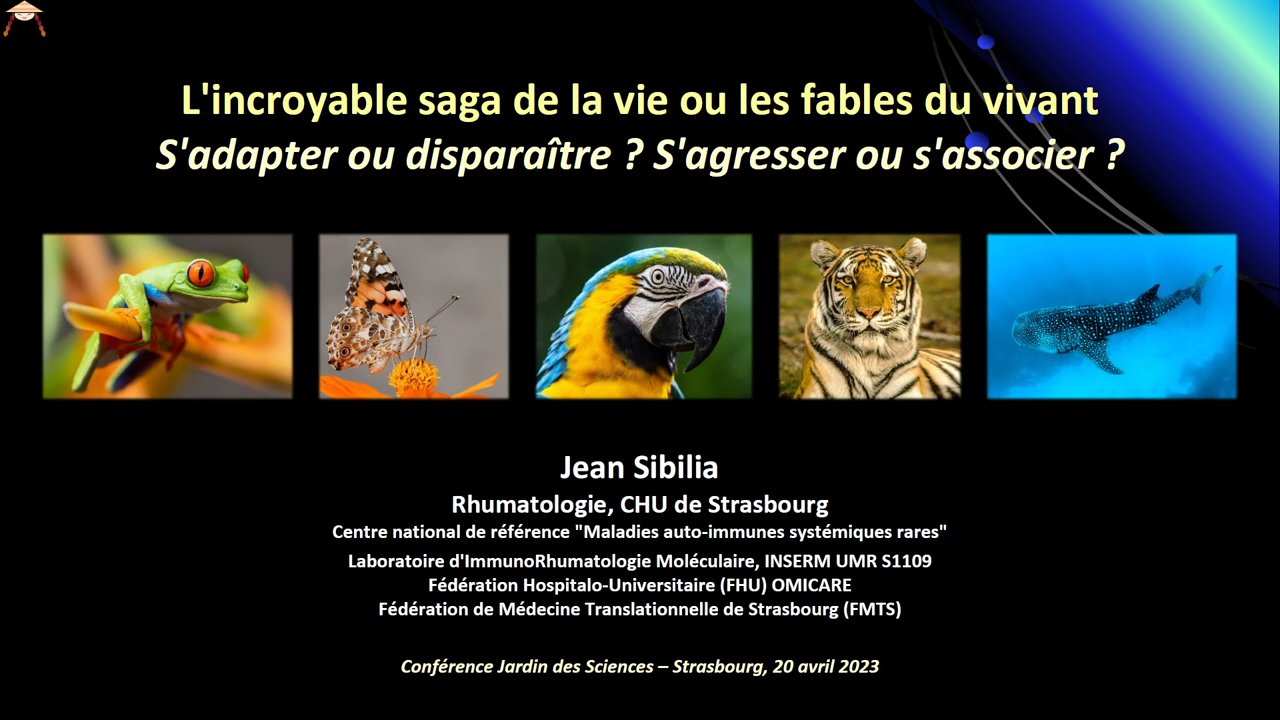 L'incroyable saga de la vie ou les fables du vivant
S'adapter ou disparaître ? S'agresser ou s'associer ?
Jean Sibilia
Rhumatologie, CHU de Strasbourg
Centre national de référence "Maladies auto-immunes systémiques rares"
Laboratoire d'ImmunoRhumatologie Moléculaire, INSERM UMR S1109
Fédération Hospitalo-Universitaire (FHU) OMICARE
Fédération de Médecine Translationnelle de Strasbourg (FMTS)
Conférence Jardin des Sciences – Strasbourg, 20 avril 2023